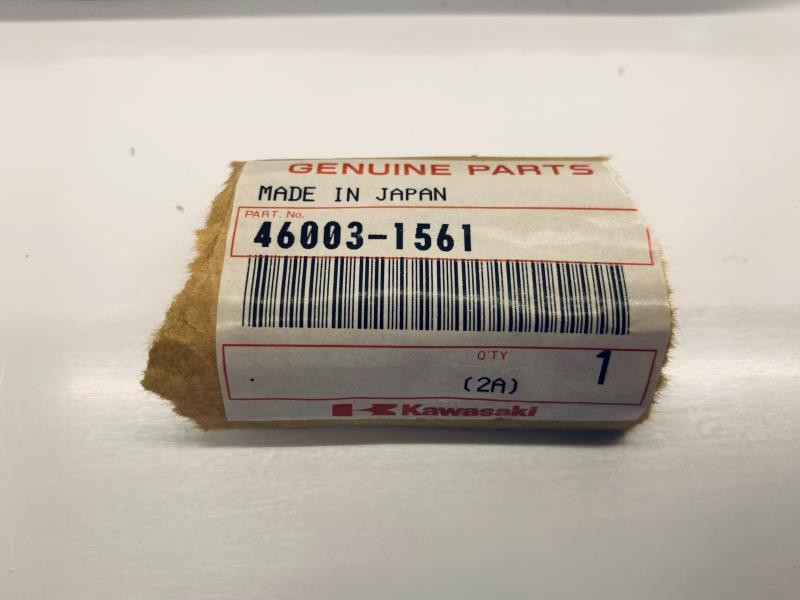 GENUINE PARTS
MADE IN JAPAN
PART. No.
46003-1561
Q'TY
1
(2A)
Kawasaki